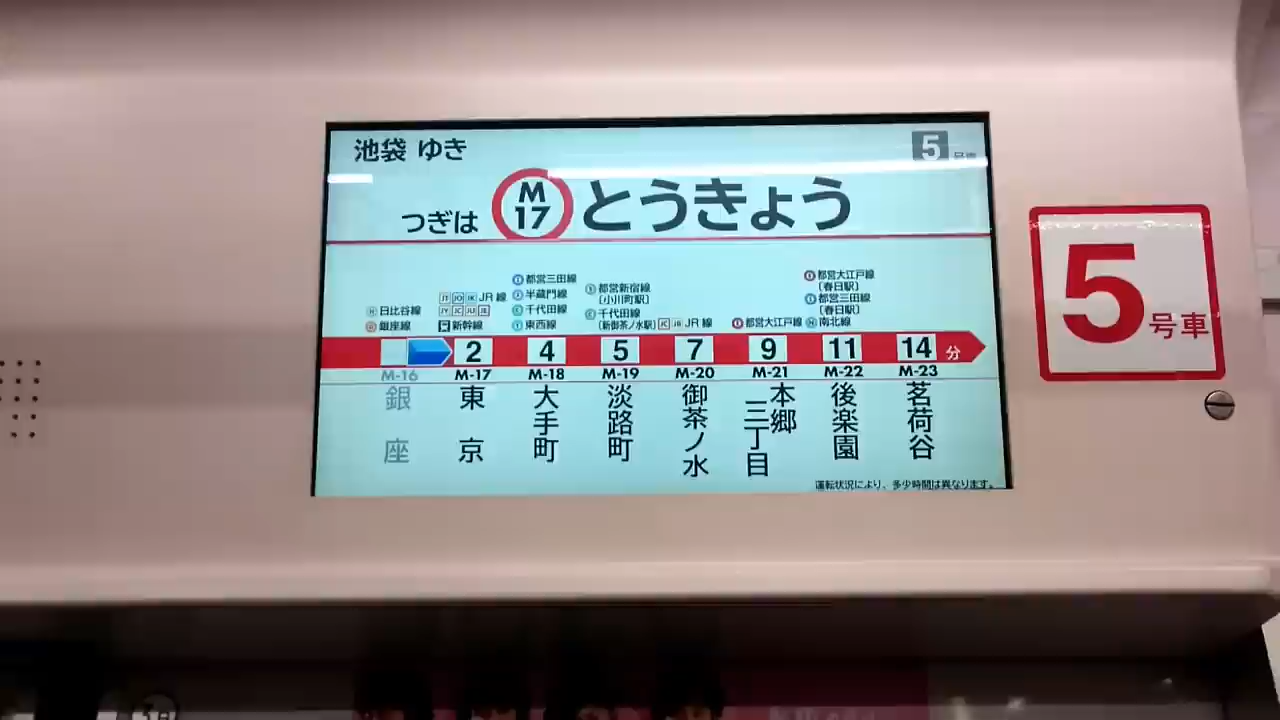 池袋 ゆき
5
つぎは M 17 とうきょう
日比谷線
銀座線
JR 線
新幹線
都営三田線
半蔵門線
千代田線
東西線
都営新宿線
(小川町駅)
千代田線
(新御茶ノ水駅)
JC JB JR 線
都営大江戸線
都営大江戸線
(春日駅)
都営三田線
(春日駅)
南北線
2 4 5 7 9 11 14 分
M-16 M-17 M-18 M-19 M-20 M-21 M-22 M-23
銀座
東京
大手町
淡路町
御茶ノ水
本郷三丁目
後楽園
茗荷谷
運転状況により、多少時間は異なります。
5号車